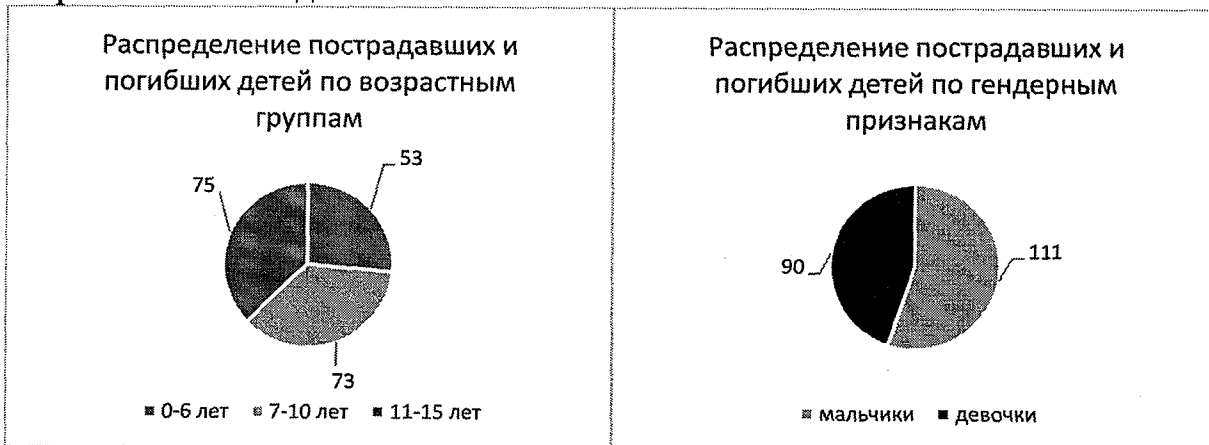 Распределение пострадавших и
погибших детей по возрастным
группам
53
75
73
0-6 лет 7-10 лет 11-15 лет
Распределение пострадавших и
погибших детей по гендерным
признакам
90
111
мальчики девочки